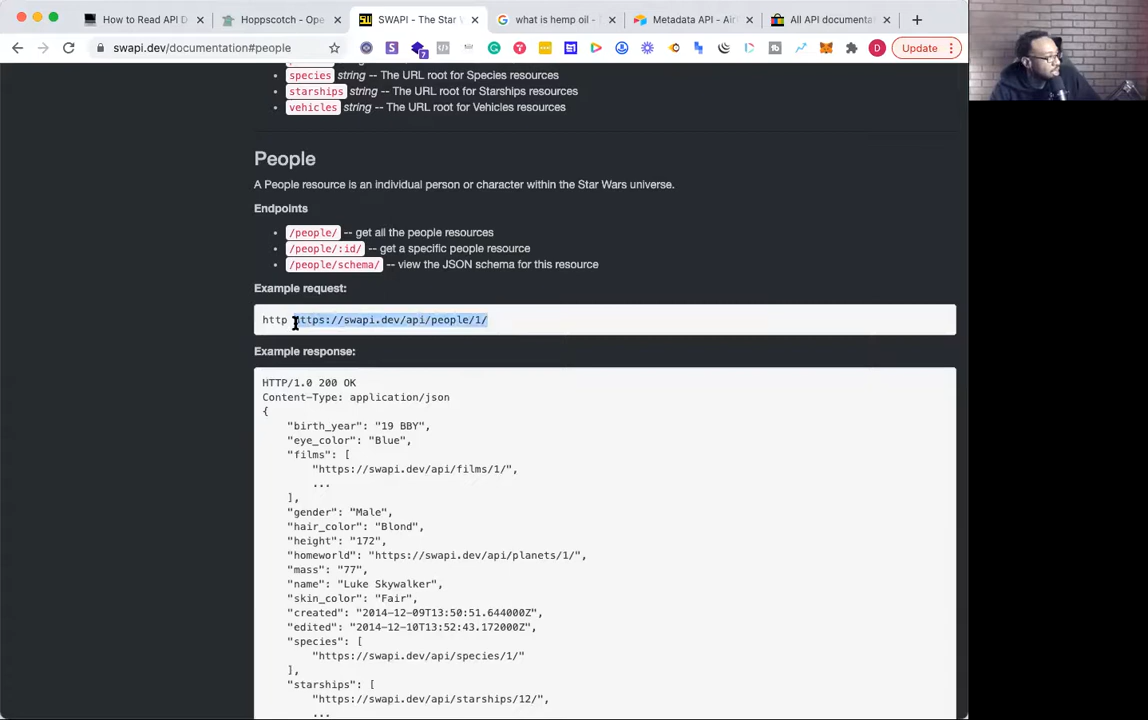 How to Read API D
Hoppscotch - Ope
SWAPI - The Star W
what is hemp oil -
Metadata API - Air
All API documenta
swapi.dev/documentation#people
7
D
Update
species string -- The URL root for Species resources
starships string -- The URL root for Starships resources
vehicles string -- The URL root for Vehicles resources
People
A People resource is an individual person or character within the Star Wars universe.
Endpoints
/people/ -- get all the people resources
/people/:id/ -- get a specific people resource
/people/schema/ -- view the JSON schema for this resource
Example request:
http https://swapi.dev/api/people/1/
Example response:
HTTP/1.0 200 OK
Content-Type: application/json
{
"birth_year": "19 BBY",
"eye_color": "Blue",
"films": [
"https://swapi.dev/api/films/1/",
...
],
"gender": "Male",
"hair_color": "Blond",
"height": "172",
"homeworld": "https://swapi.dev/api/planets/1/",
"mass": "77",
"name": "Luke Skywalker",
"skin_color": "Fair",
"created": "2014-12-09T13:50:51.644000Z",
"edited": "2014-12-10T13:52:43.172000Z",
"species": [
"https://swapi.dev/api/species/1/"
],
"starships": [
"https://swapi.dev/api/starships/12/",
...